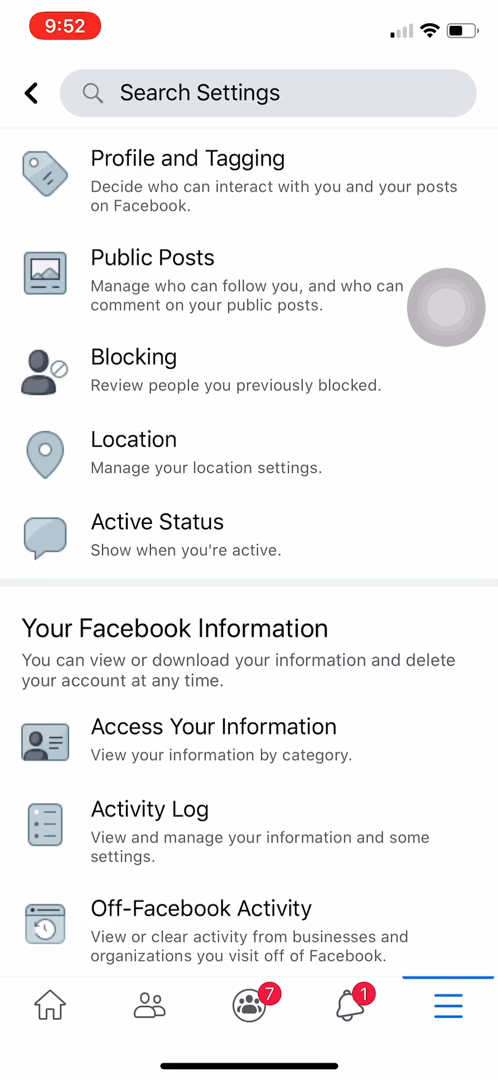 9:52
Search Settings
Profile and Tagging
Decide who can interact with you and your posts
on Facebook.
Public Posts
Manage who can follow you, and who can
comment on your public posts.
Blocking
Review people you previously blocked.
Location
Manage your location settings.
Active Status
Show when you're active.
Your Facebook Information
You can view or download your information and delete
your account at any time.
Access Your Information
View your information by category.
Activity Log
View and manage your information and some
settings.
Off-Facebook Activity
View or clear activity from businesses and
organizations you visit off of Facebook.
7
1